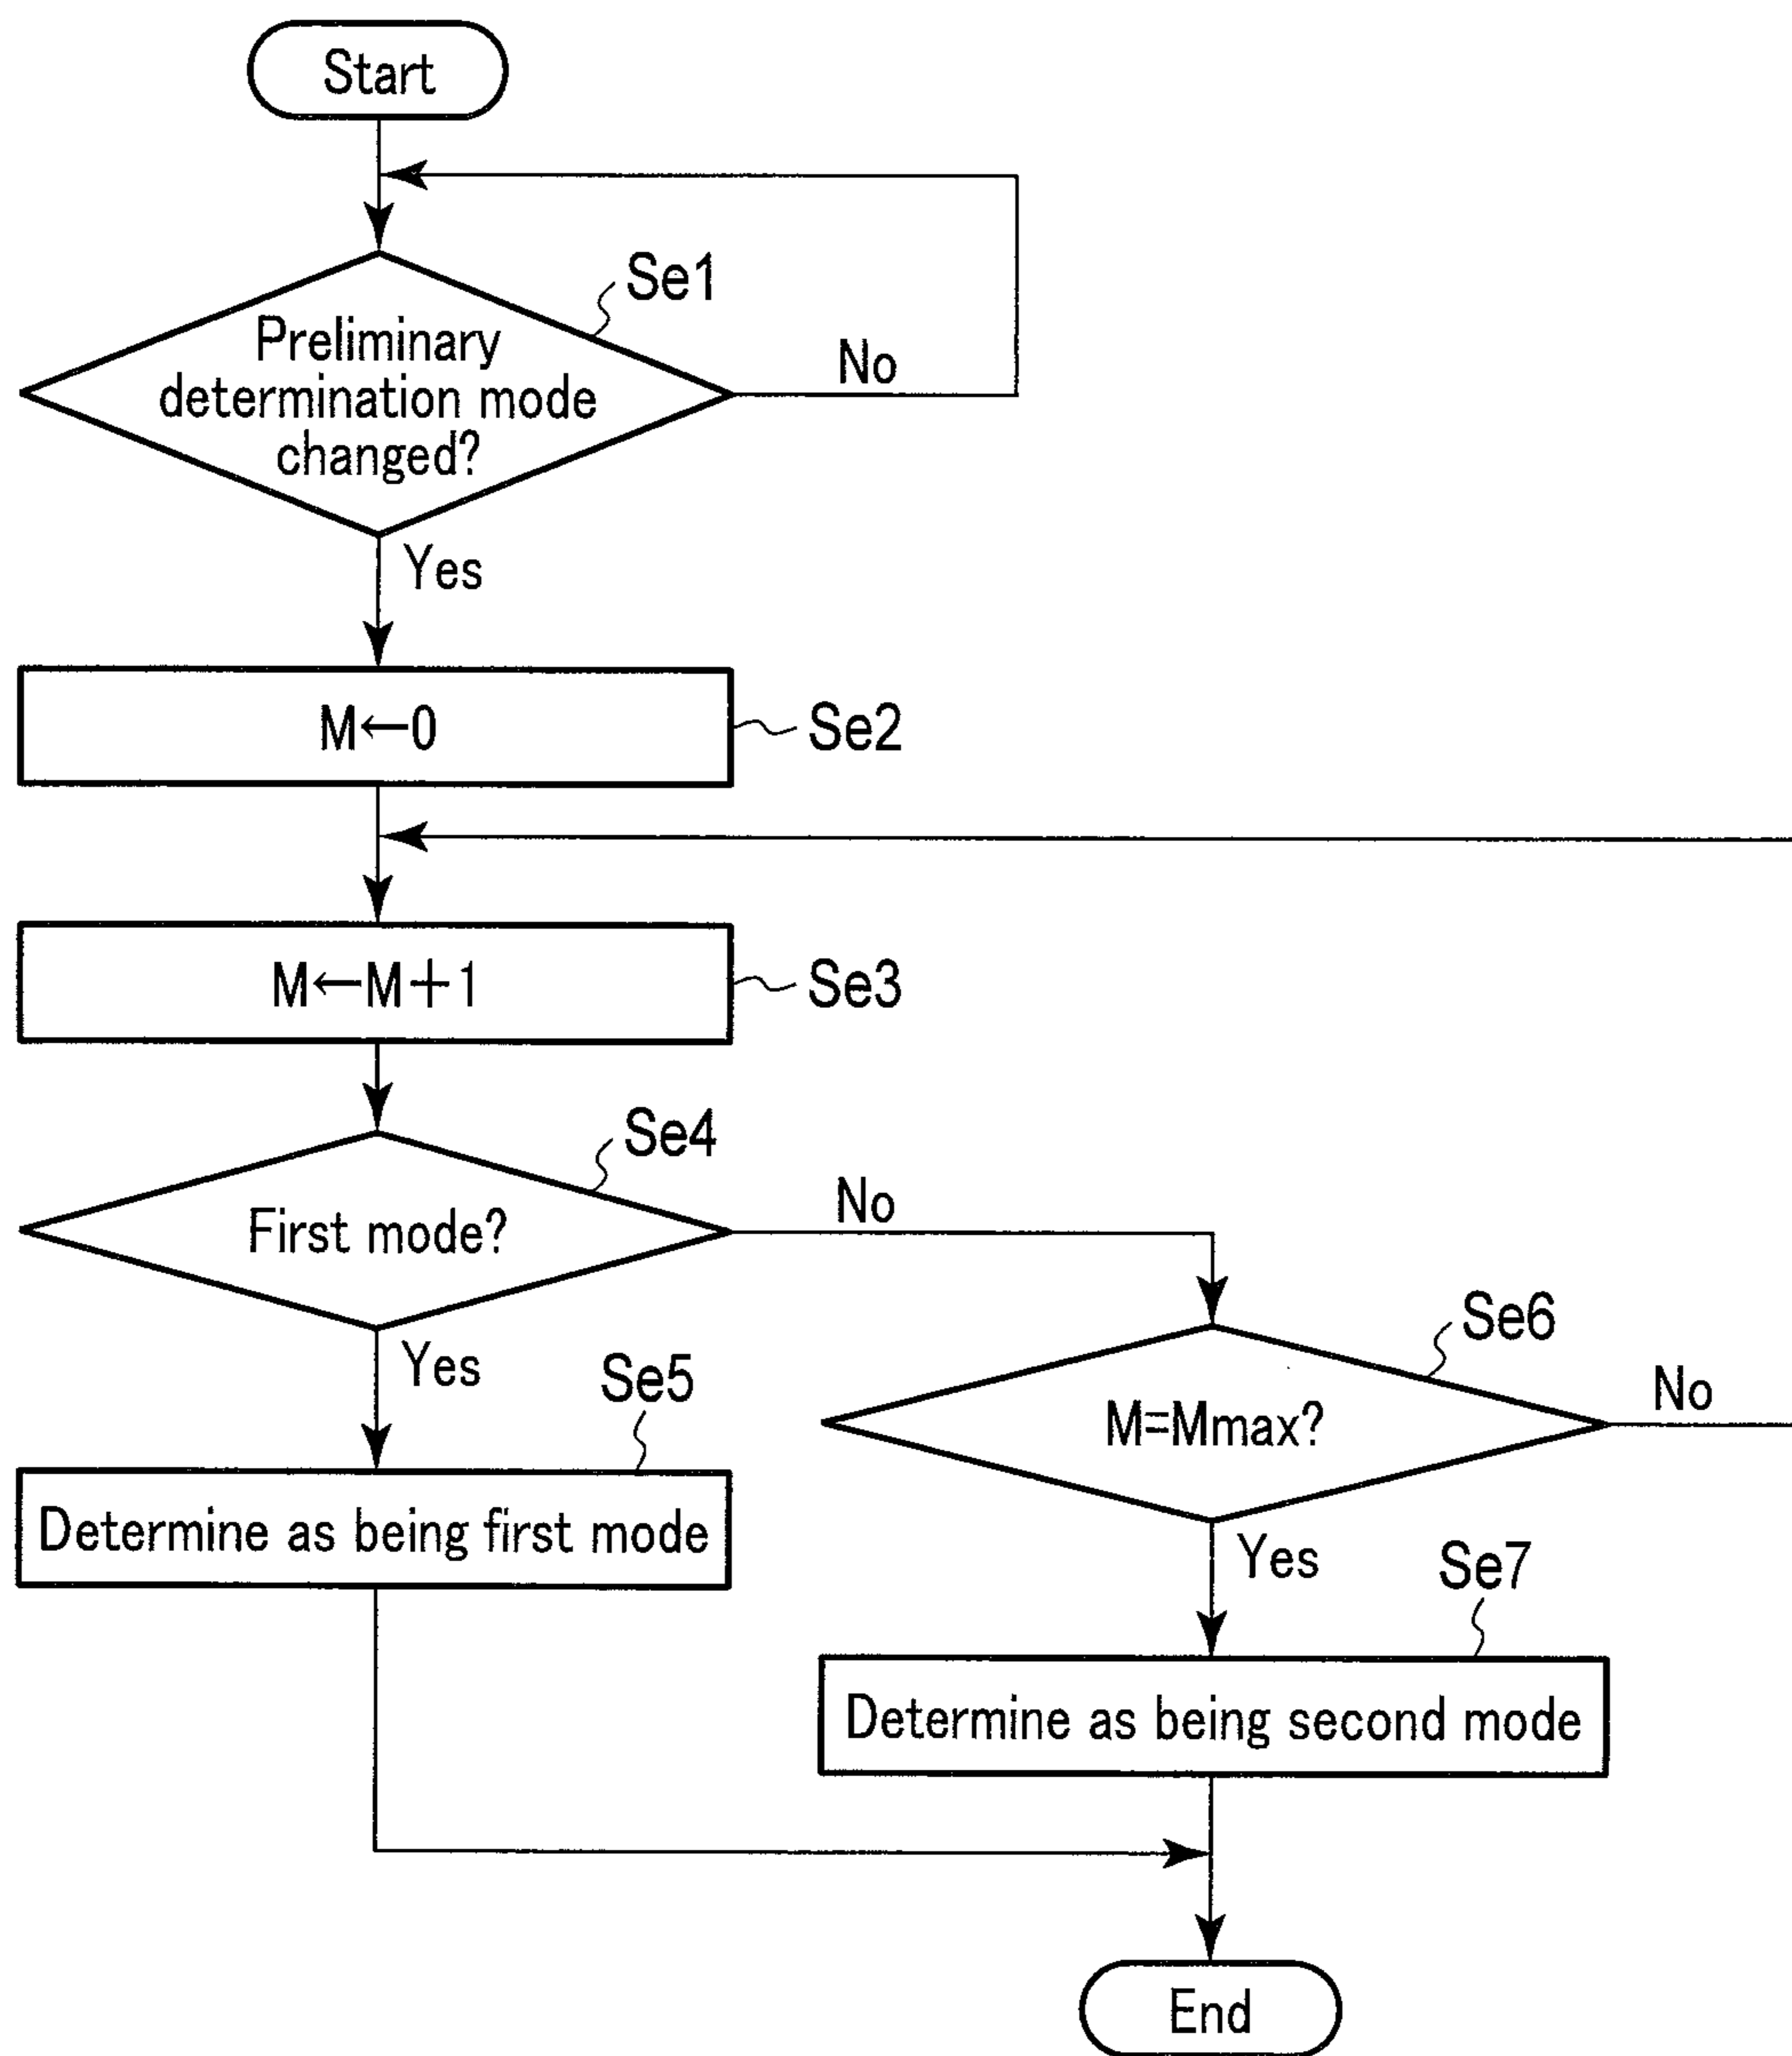 Start
Se1
Preliminary
determination mode
changed?
No
Yes
M←0
Se2
M←M+1
Se3
Se4
First mode?
No
Yes
Se5
Determine as being first mode
Se6
M=Mmax?
No
Yes
Se7
Determine as being second mode
End